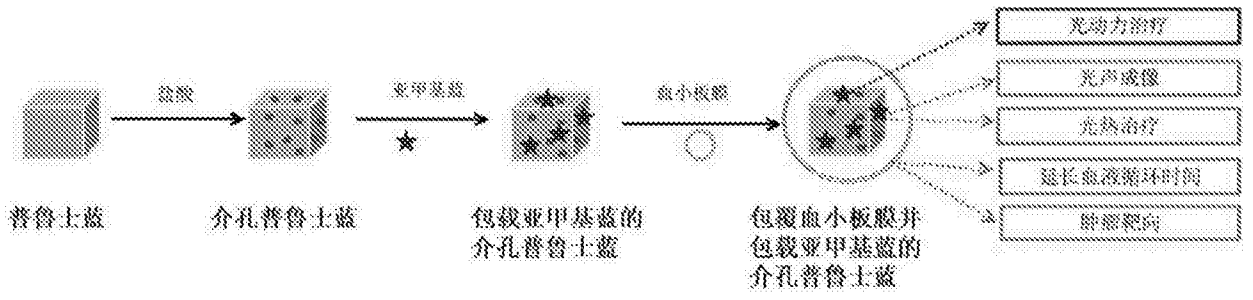 光动力治疗
光声成像
光热治疗
延长血液循环时间
肿瘤靶向
盐酸
亚甲基蓝
血小板膜
普鲁士蓝
介孔普鲁士蓝
包载亚甲基蓝的
介孔普鲁士蓝
包覆血小板膜并
包载亚甲基蓝的
介孔普鲁士蓝